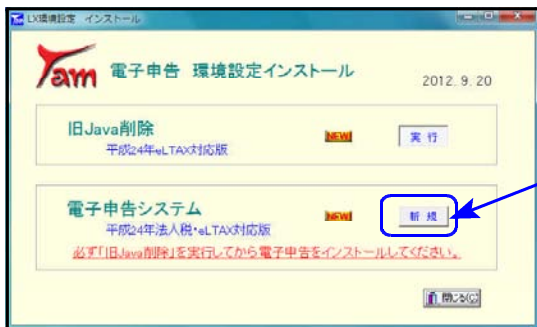 LX環境設定 インストール
Tam 電子申告 環境設定インストール
2012. 9. 20
旧Java削除
NEW!
実 行
平成24年eLTAX対応版
電子申告システム
NEW!
新 規
平成24年法人税・eLTAX対応版
必ず「旧Java削除」を実行してから電子申告をインストールしてください。
閉じる(C)